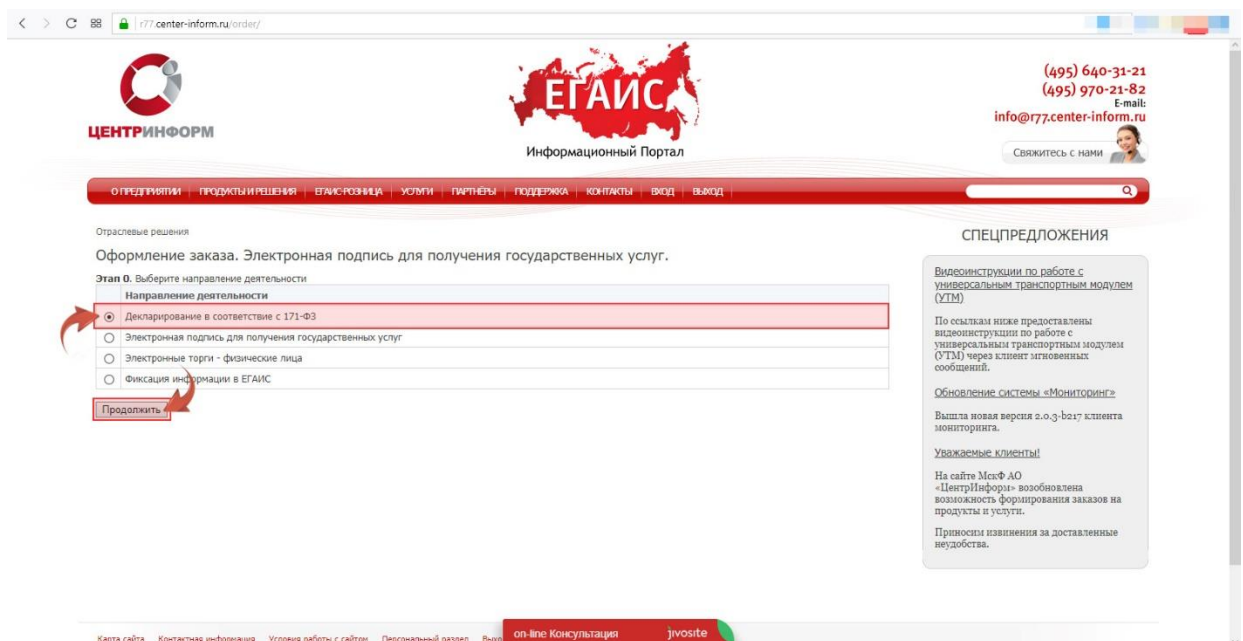 r77.center-inform.ru/order/
ЦЕНТРИНФОРМ
ЕГАИС
Информационный Портал
(495) 640-31-21
(495) 970-21-82
E-mail:
info@r77.center-inform.ru
Свяжитесь с нами
О ПРЕДПРИЯТИИ ПРОДУКТЫ И РЕШЕНИЯ ЕГАИС-РОЗНИЦА УСЛУГИ ПАРТНЁРЫ ПОДДЕРЖКА КОНТАКТЫ ВХОД ВЫХОД
Отраслевые решения
Оформление заказа. Электронная подпись для получения государственных услуг.
Этап 0. Выберите направление деятельности
Направление деятельности
Декларирование в соответствие с 171-ФЗ
Электронная подпись для получения государственных услуг
Электронные торги - физические лица
Фиксация информации в ЕГАИС
Продолжить
СПЕЦПРЕДЛОЖЕНИЯ
Видеоинструкции по работе с
универсальным транспортным модулем
(УТМ)
По ссылкам ниже предоставлены
видеоинструкции по работе с
универсальным транспортным модулем
(УТМ) через клиент мгновенных
сообщений.
Обновление системы «Мониторинг»
Вышла новая версия 2.0.3-b217 клиента
мониторинга.
Уважаемые клиенты!
На сайте МскФ АО
«ЦентрИнформ» возобновлена
возможность формирования заказов на
продукты и услуги.
Приносим извинения за доставленные
неудобства.
Карта сайта Контактная информация Условия работы с сайтом Персональный раздел Выхо
on-line Консультация jivosite